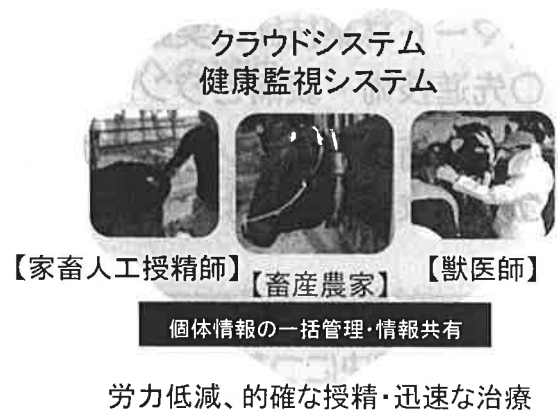 クラウドシステム
健康監視システム
【家畜人工授精師】
【畜産農家】
【獣医師】
個体情報の一括管理・情報共有
労力低減、的確な授精・迅速な治療